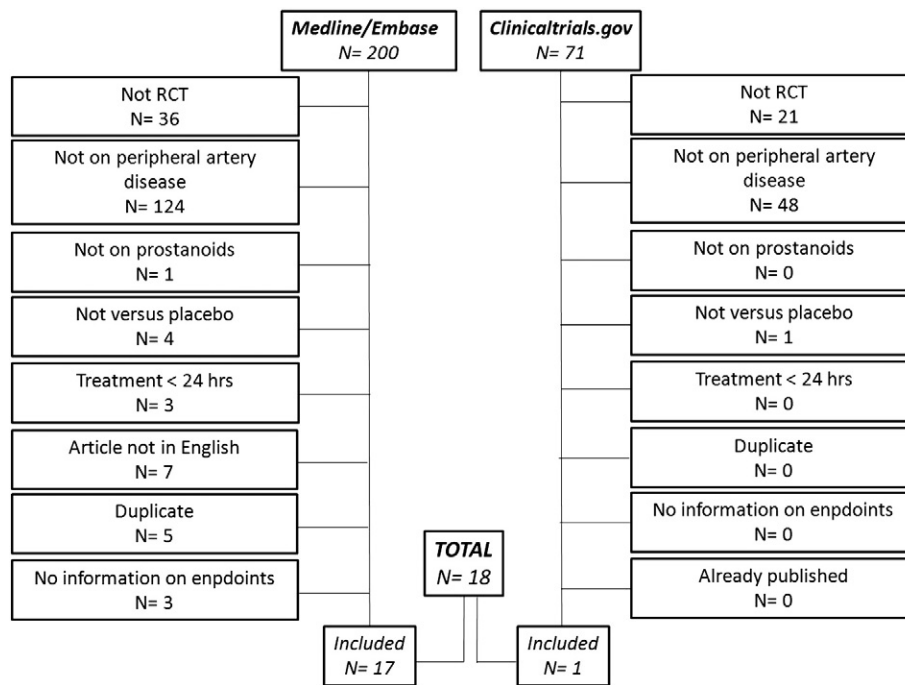 Medline/Embase
N= 200
Clinicaltrials.gov
N= 71
Not RCT
N= 36
Not on peripheral artery
disease
N= 124
Not on prostanoids
N= 1
Not versus placebo
N= 4
Treatment < 24 hrs
N= 3
Article not in English
N= 7
Duplicate
N= 5
No information on enpdoints
N= 3
Not RCT
N= 21
Not on peripheral artery
disease
N= 48
Not on prostanoids
N= 0
Not versus placebo
N= 1
Treatment < 24 hrs
N= 0
Duplicate
N= 0
No information on enpdoints
N= 0
Already published
N= 0
TOTAL
N= 18
Included
N= 17
Included
N= 1